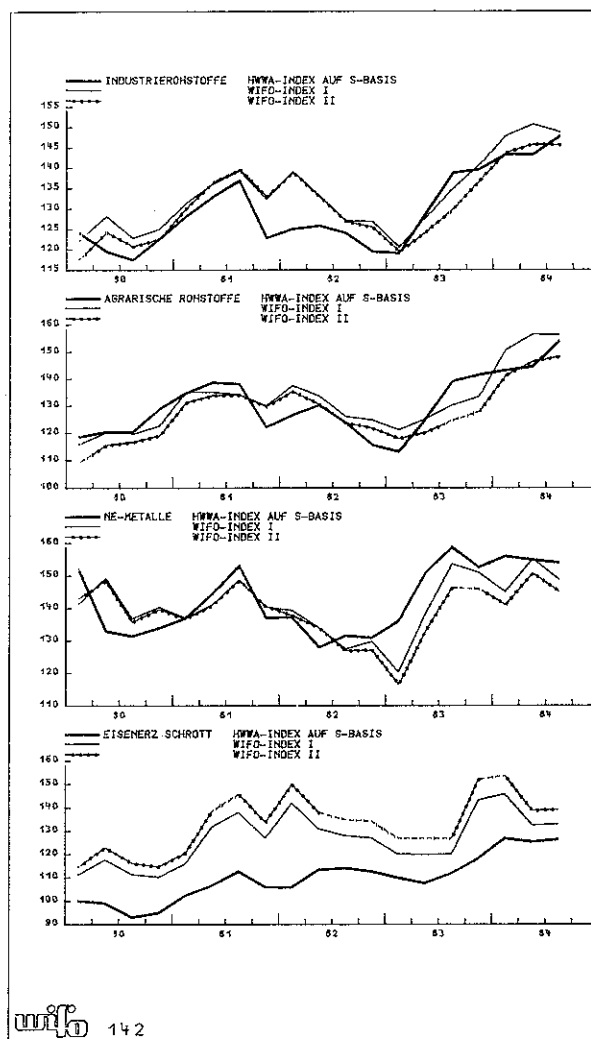 INDUSTRIEROHSTOFFE HWWA-INDEX AUF S-BASIS
WIFO-INDEX I
WIFO-INDEX II
155
150
145
140
135
130
125
120
115
80 81 82 83 84
AGRARISCHE ROHSTOFFE HWWA-INDEX AUF S-BASIS
WIFO-INDEX I
WIFO-INDEX II
160
150
140
130
120
110
100
80 81 82 83 84
NE-METALLE HWWA-INDEX AUF S-BASIS
WIFO-INDEX I
WIFO-INDEX II
160
150
140
130
120
110
80 81 82 83 84
EISENERZ SCHROTT HWWA-INDEX AUF S-BASIS
WIFO-INDEX I
WIFO-INDEX II
160
150
140
130
120
110
100
90
80 81 82 83 84
wifo 142